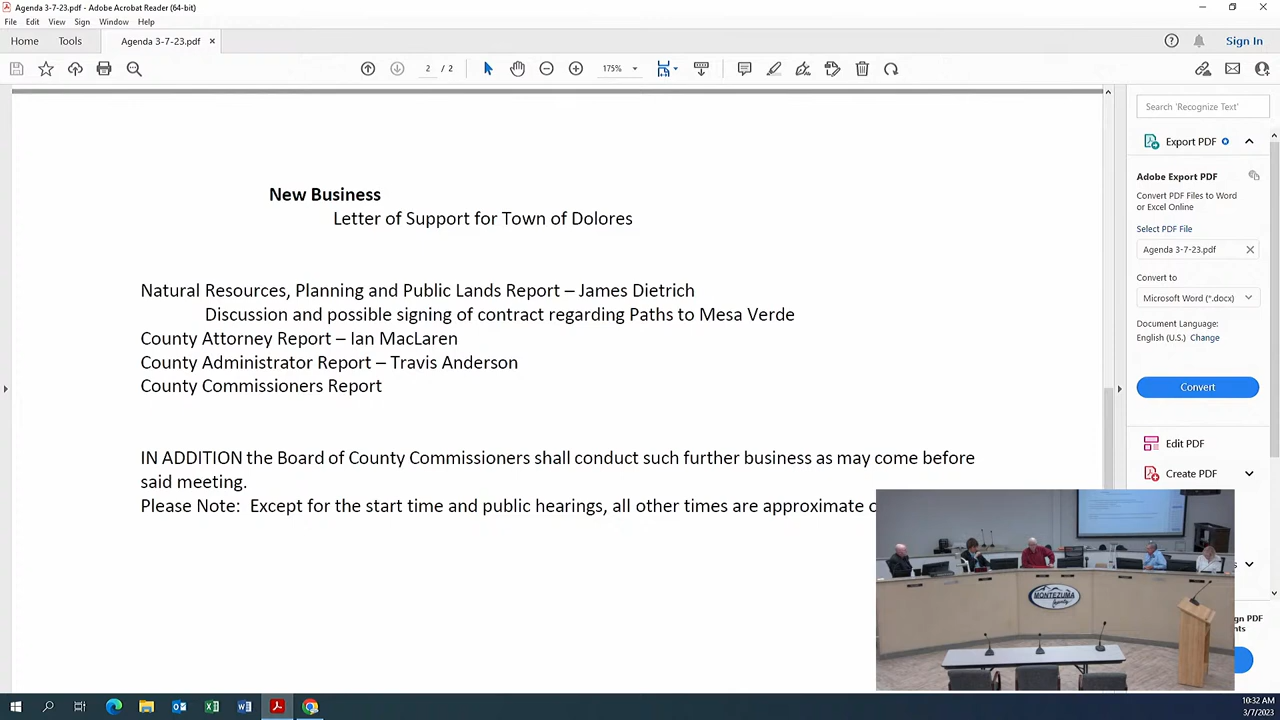 Agenda 3-7-23.pdf - Adobe Acrobat Reader (64-bit)
File Edit View Sign Window Help
Home Tools Agenda 3-7-23.pdf × Sign In
2 / 2 175%
New Business
Letter of Support for Town of Dolores
Natural Resources, Planning and Public Lands Report – James Dietrich
Discussion and possible signing of contract regarding Paths to Mesa Verde
County Attorney Report – Ian MacLaren
County Administrator Report – Travis Anderson
County Commissioners Report
IN ADDITION the Board of County Commissioners shall conduct such further business as may come before
said meeting.
Please Note:  Except for the start time and public hearings, all other times are approximate
Search 'Recognize Text'
Export PDF
Adobe Export PDF
Convert PDF Files to Word
or Excel Online
Select PDF File
Agenda 3-7-23.pdf
Convert to
Microsoft Word (*.docx)
Document Language:
English (U.S.) Change
Convert
Edit PDF
Create PDF
MONTEZUMA
County
10:32 AM
3/7/2023